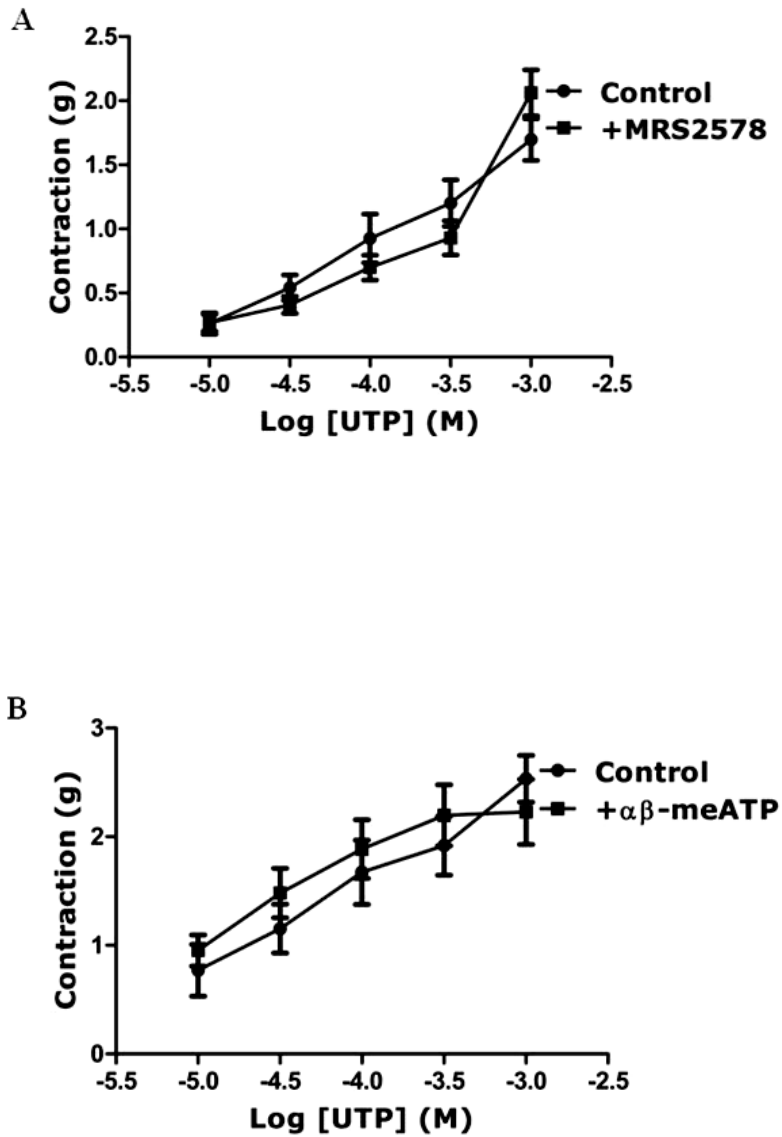 A
2.5
2.0
1.5
1.0
0.5
0.0
Contraction (g)
Control
+MRS2578
-5.5 -5.0 -4.5 -4.0 -3.5 -3.0 -2.5
Log [UTP] (M)
B
3
2
1
0
Contraction (g)
Control
+αβ-meATP
-5.5 -5.0 -4.5 -4.0 -3.5 -3.0 -2.5
Log [UTP] (M)